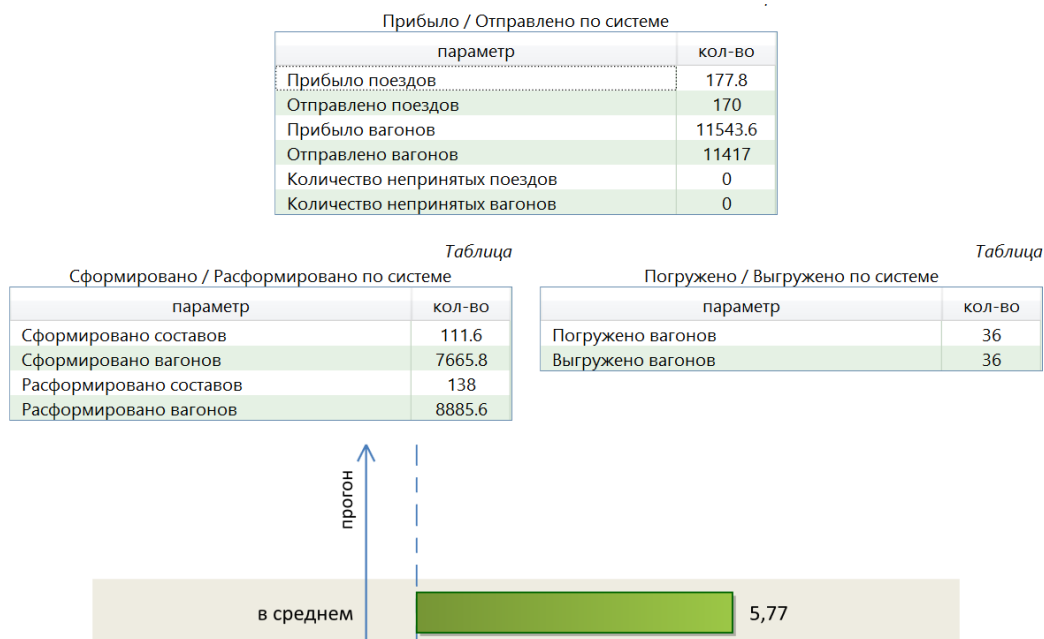 Прибыло / Отправлено по системе
параметр кол-во
Прибыло поездов 177.8
Отправлено поездов 170
Прибыло вагонов 11543.6
Отправлено вагонов 11417
Количество непринятых поездов 0
Количество непринятых вагонов 0
Таблица
Сформировано / Расформировано по системе
параметр кол-во
Сформировано составов 111.6
Сформировано вагонов 7665.8
Расформировано составов 138
Расформировано вагонов 8885.6
Таблица
Погружено / Выгружено по системе
параметр кол-во
Погружено вагонов 36
Выгружено вагонов 36
прогон
в среднем 5,77